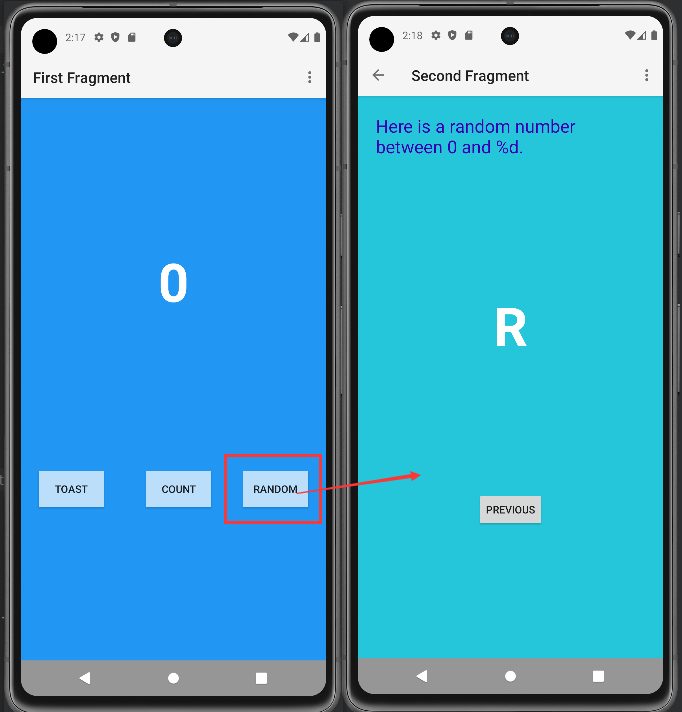 2:17
First Fragment
0
TOAST
COUNT
RANDOM
2:18
Second Fragment
Here is a random number
between 0 and %d.
R
PREVIOUS